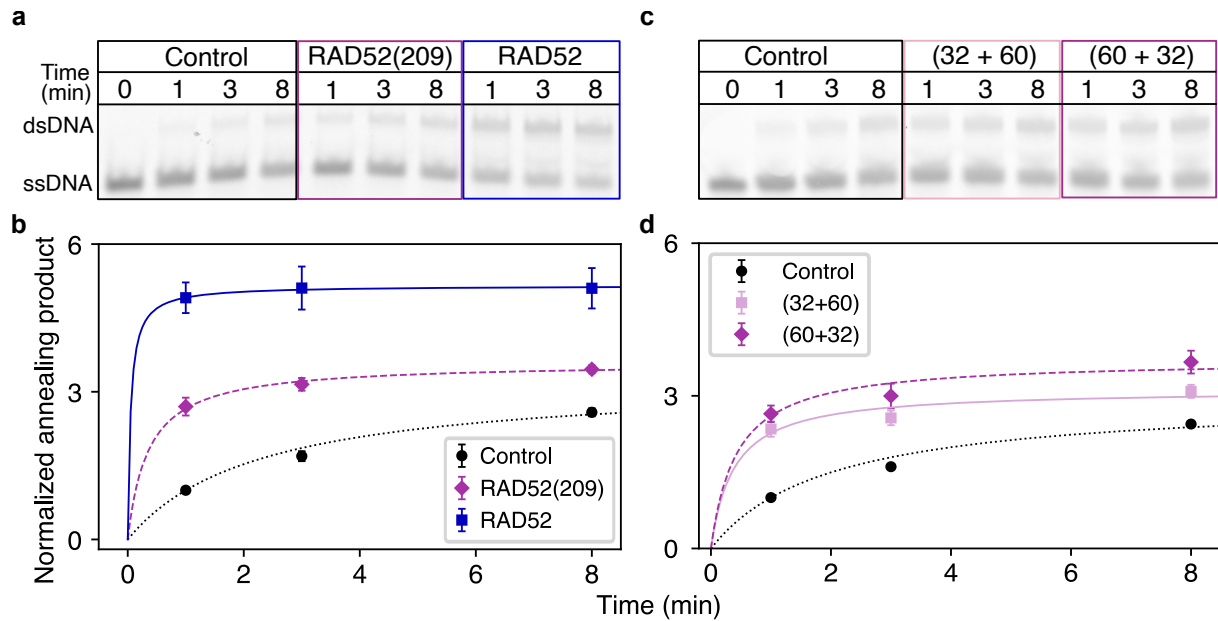 a
Control RAD52(209) RAD52
Time
(min)
0 1 3 8 1 3 8 1 3 8
dsDNA
ssDNA
c
Control (32 + 60) (60 + 32)
0 1 3 8 1 3 8 1 3 8
b
Normalized annealing product
6
3
0
0 2 4 6 8
Control
RAD52(209)
RAD52
d
6
3
0
0 2 4 6 8
Control
(32+60)
(60+32)
Time (min)